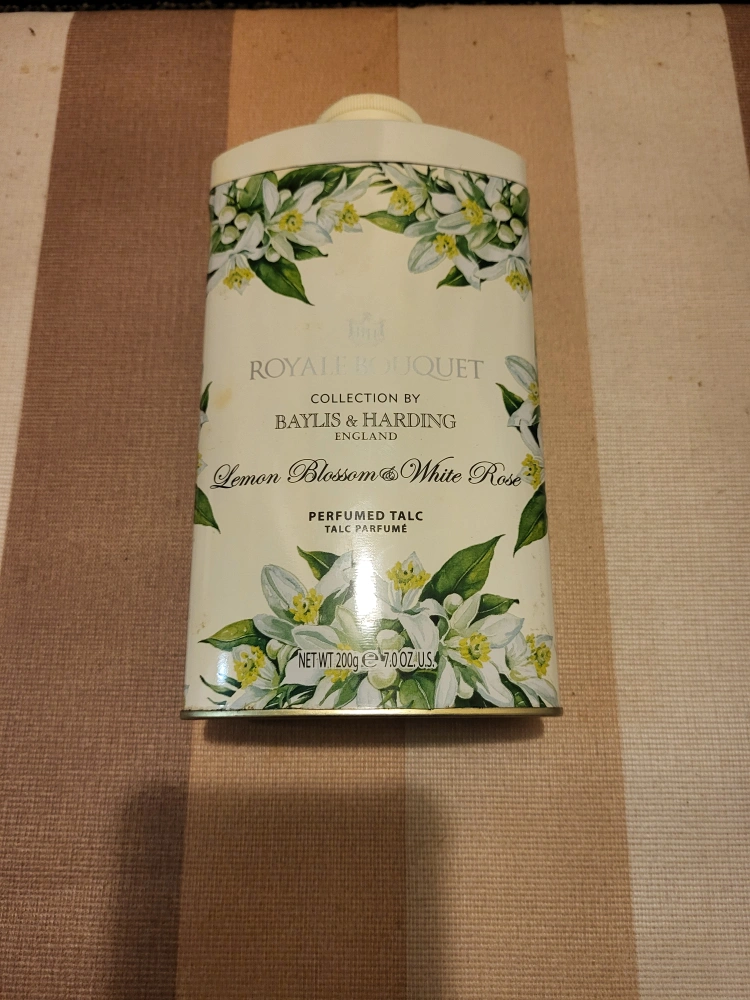 ROYALE BOUQUET
COLLECTION BY
BAYLIS & HARDING
ENGLAND
Lemon Blossom & White Rose
PERFUMED TALC
TALC PARFUMÉ
NET WT 200g ℮ 7.0 OZ. U.S.